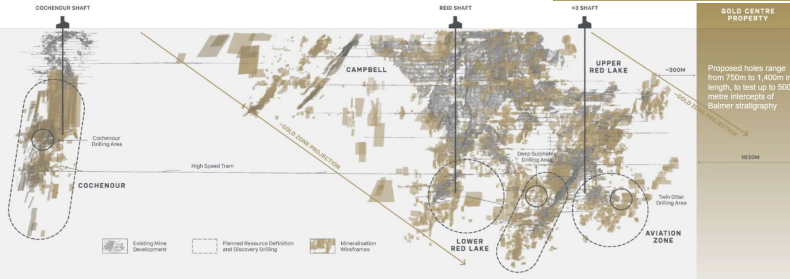 COCHENOUR SHAFT
REID SHAFT
#3 SHAFT
GOLD CENTRE
PROPERTY
CAMPBELL
UPPER
RED LAKE
~300M
Proposed holes range
from 750m to 1,400m in
length, to test up to 500
metre intercepts of
Balmer stratigraphy
~GOLD ZONE PROJECTION
~GOLD ZONE PROJECTION
Cochenour
Drilling Area
High Speed Tram
Deep Sulphides
Drilling Area
1830M
COCHENOUR
Twin Otter
Drilling Area
LOWER
RED LAKE
AVIATION
ZONE
Existing Mine
Development
Planned Resource Definition
and Discovery Drilling
Mineralisation
Wireframes